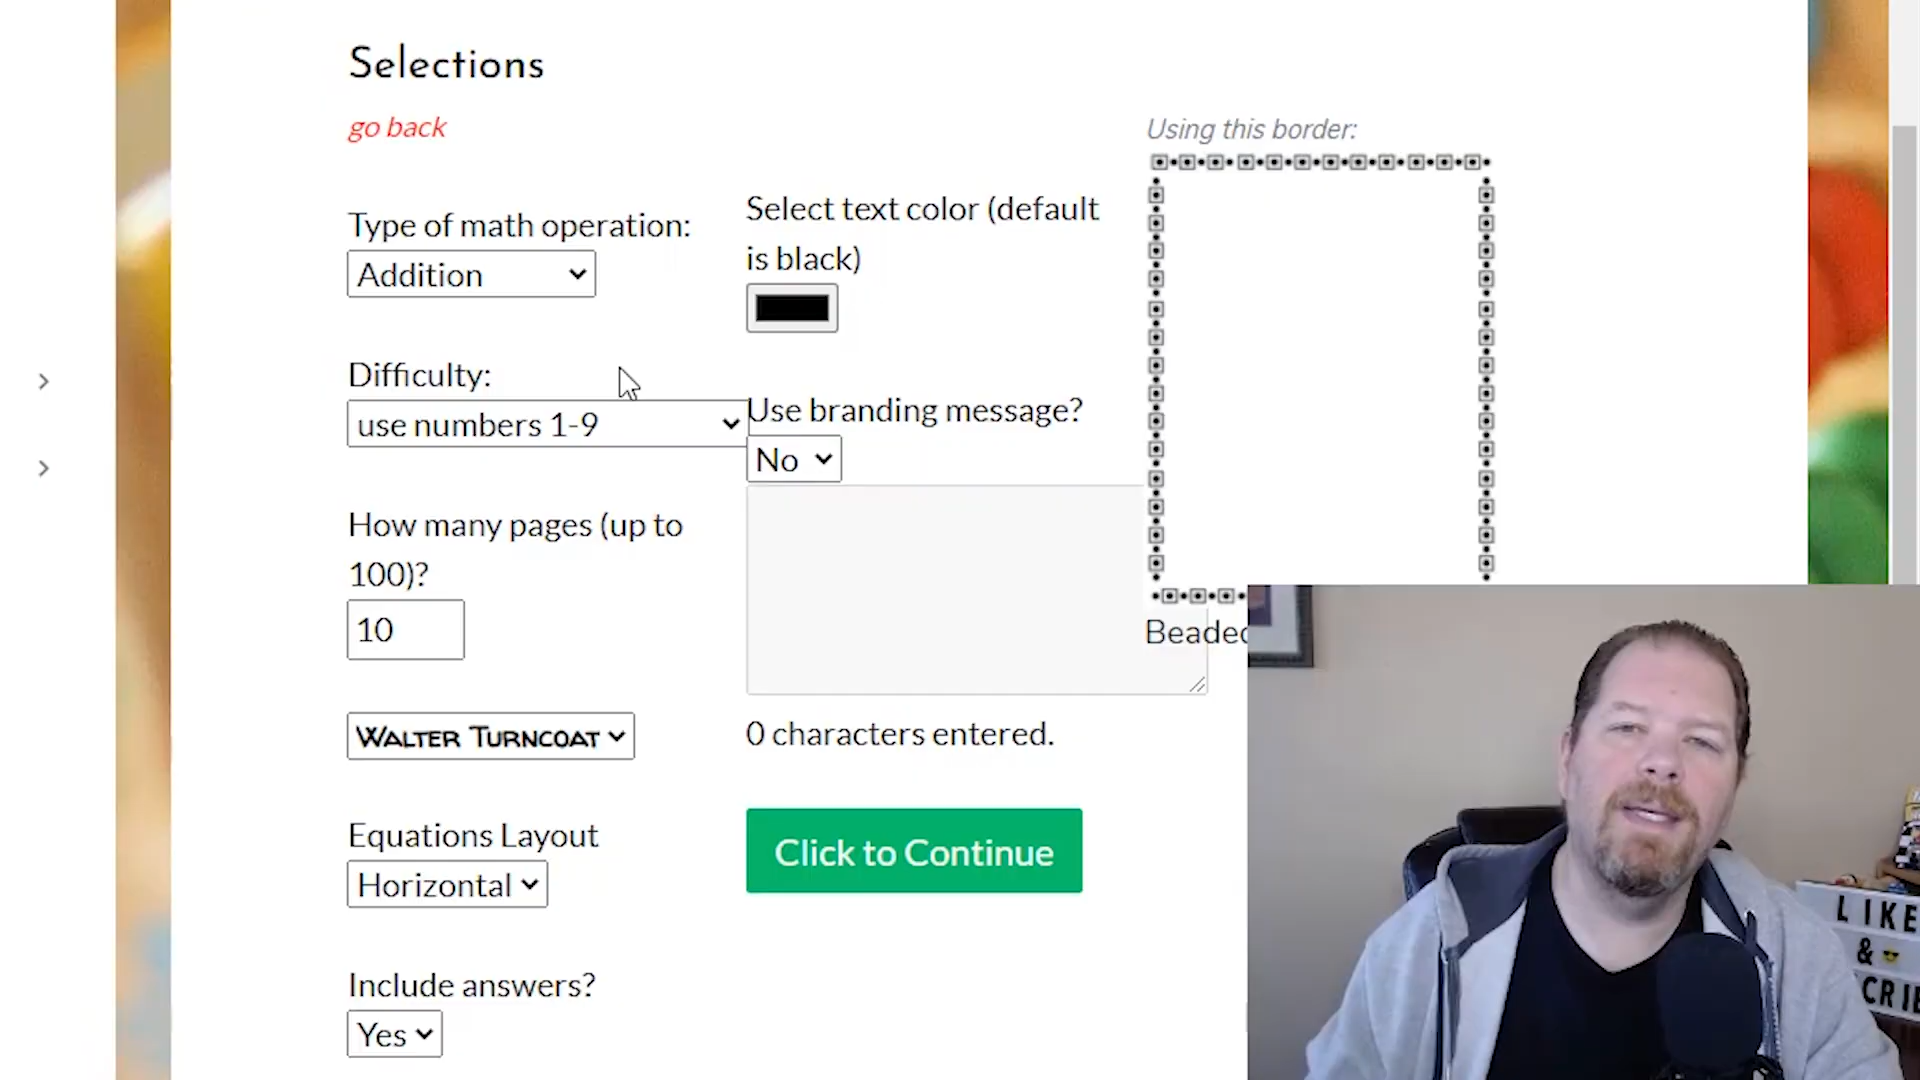 Selections
go back
Type of math operation:
Addition
Difficulty:
use numbers 1-9
How many pages (up to
100)?
10
WALTER TURNCOAT
Equations Layout
Horizontal
Include answers?
Yes
Select text color (default
is black)
Use branding message?
No
0 characters entered.
Click to Continue
Using this border:
Beaded
LIKE
&
CRIB